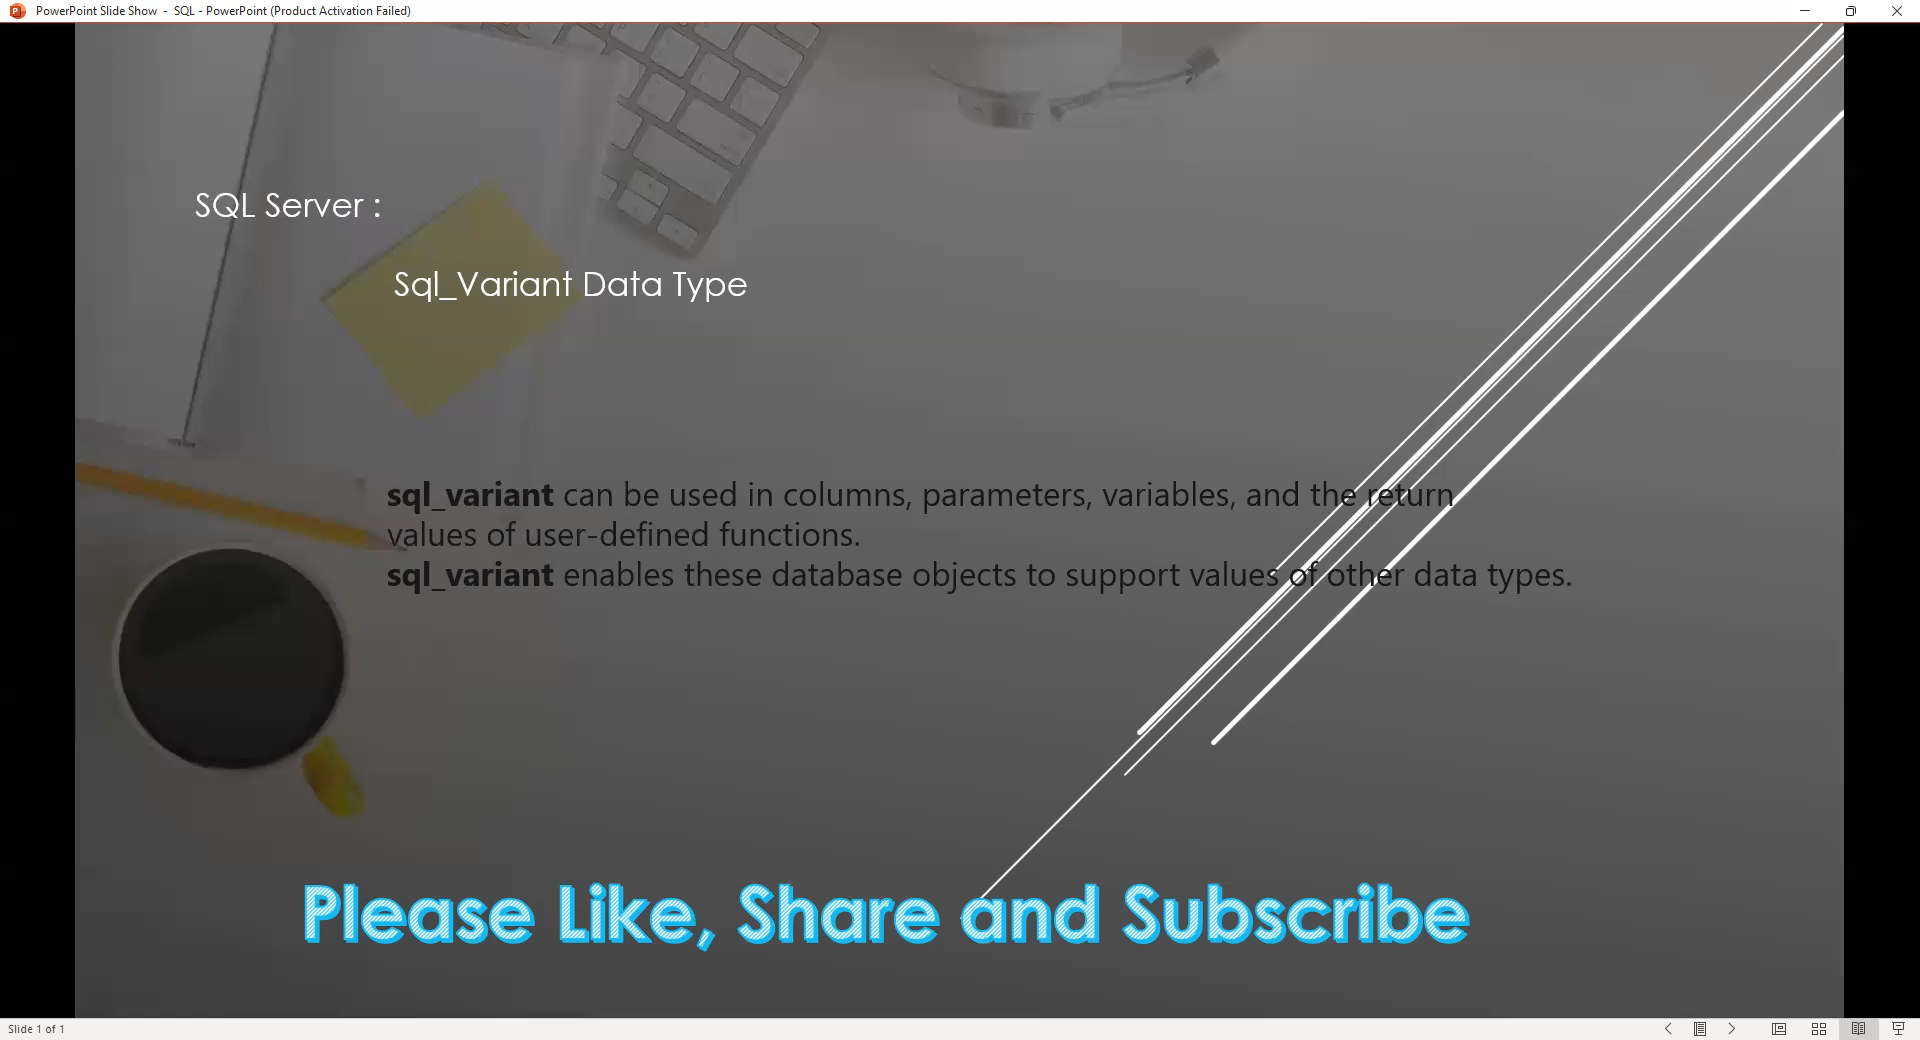 PowerPoint Slide Show - SQL - PowerPoint (Product Activation Failed)
SQL Server :
Sql_Variant Data Type
sql_variant can be used in columns, parameters, variables, and the return
values of user-defined functions.
sql_variant enables these database objects to support values of other data types.
Please Like, Share and Subscribe
Slide 1 of 1